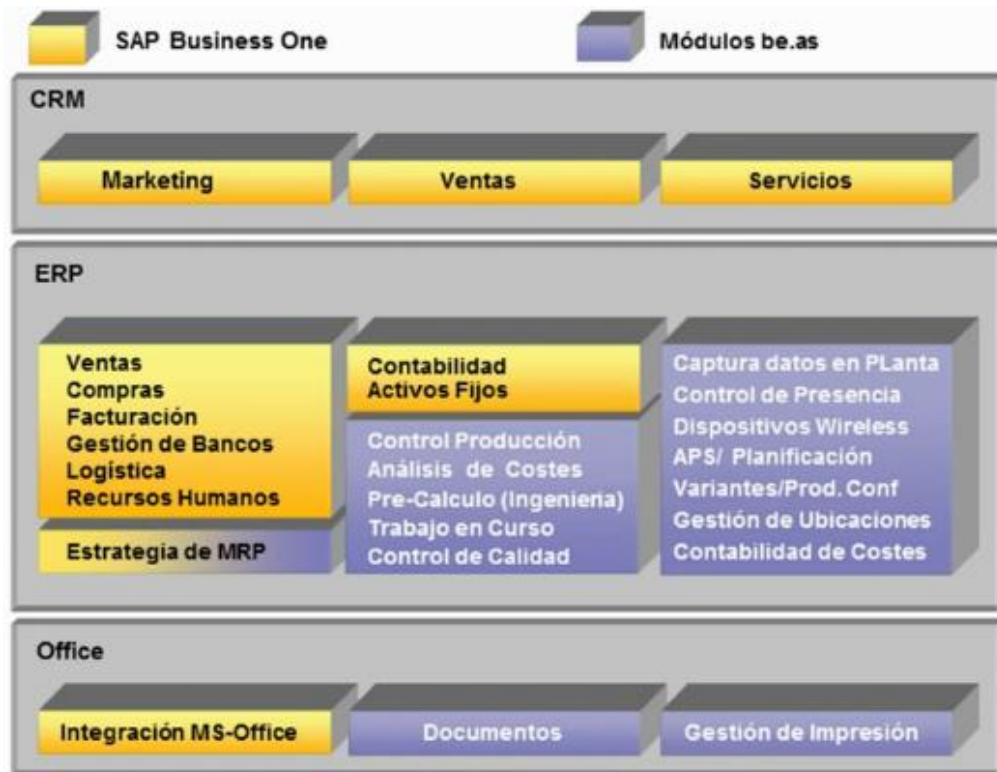 SAP Business One
Módulos be.as
CRM
Marketing
Ventas
Servicios
ERP
Ventas
Compras
Facturación
Gestión de Bancos
Logística
Recursos Humanos
Estrategia de MRP
Contabilidad
Activos Fijos
Control Producción
Análisis de Costes
Pre-Calculo (Ingenieria)
Trabajo en Curso
Control de Calidad
Captura datos en PLanta
Control de Presencia
Dispositivos Wireless
APS/ Planificación
Variantes/Prod. Conf
Gestión de Ubicaciones
Contabilidad de Costes
Office
Integración MS-Office
Documentos
Gestión de Impresión